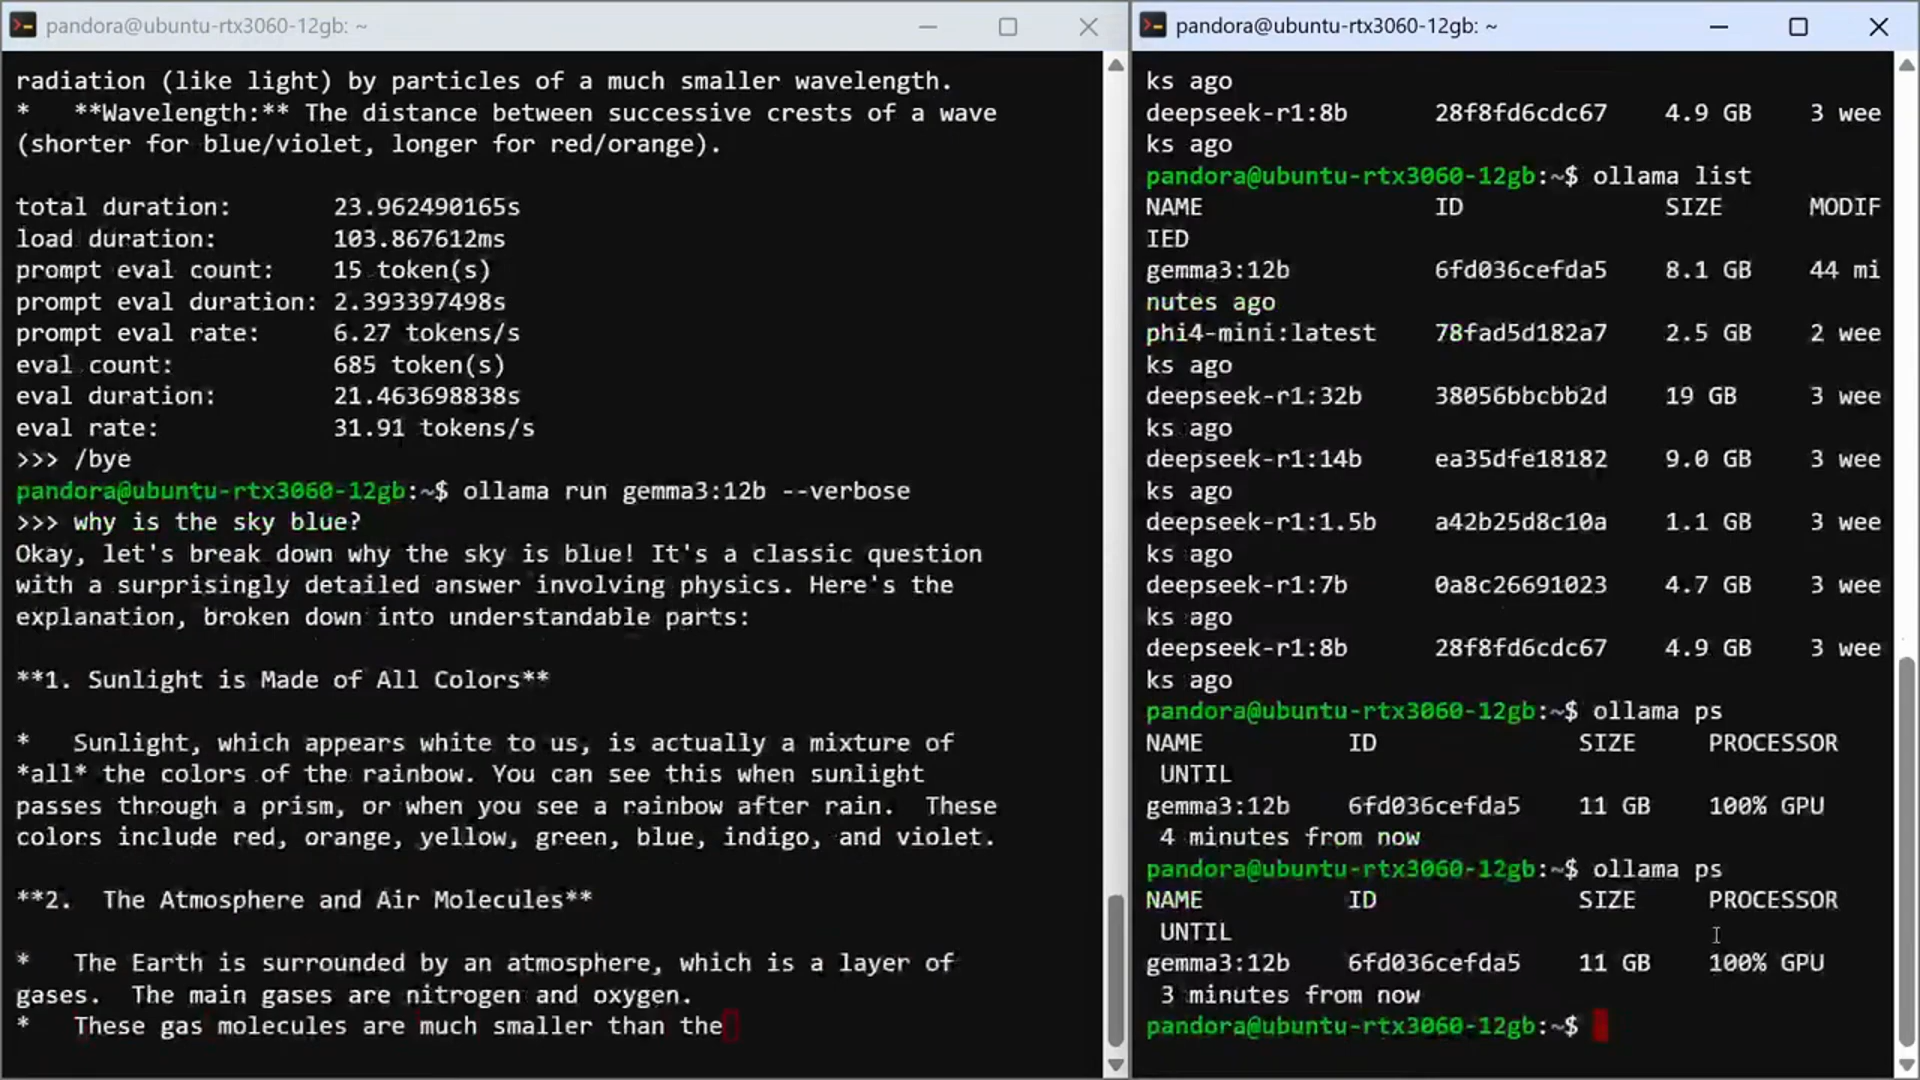 pandora@ubuntu-rtx3060-12gb: ~
radiation (like light) by particles of a much smaller wavelength.
*   **Wavelength:** The distance between successive crests of a wave
(shorter for blue/violet, longer for red/orange).
total duration:       23.962490165s
load duration:        103.867612ms
prompt eval count:    15 token(s)
prompt eval duration: 2.393397498s
prompt eval rate:     6.27 tokens/s
eval count:           685 token(s)
eval duration:        21.463698838s
eval rate:            31.91 tokens/s
>>> /bye
pandora@ubuntu-rtx3060-12gb:~$ ollama run gemma3:12b --verbose
>>> why is the sky blue?
Okay, let's break down why the sky is blue! It's a classic question
with a surprisingly detailed answer involving physics. Here's the
explanation, broken down into understandable parts:
**1. Sunlight is Made of All Colors**
*   Sunlight, which appears white to us, is actually a mixture of
*all* the colors of the rainbow. You can see this when sunlight
passes through a prism, or when you see a rainbow after rain.  These
colors include red, orange, yellow, green, blue, indigo, and violet.
**2.  The Atmosphere and Air Molecules**
*   The Earth is surrounded by an atmosphere, which is a layer of
gases.  The main gases are nitrogen and oxygen.
*   These gas molecules are much smaller than the
pandora@ubuntu-rtx3060-12gb: ~
ks ago
deepseek-r1:8b      28f8fd6cdc67    4.9 GB    3 wee
ks ago
pandora@ubuntu-rtx3060-12gb:~$ ollama list
NAME                ID              SIZE      MODIF
IED
gemma3:12b          6fd036cefda5    8.1 GB    44 mi
nutes ago
phi4-mini:latest    78fad5d182a7    2.5 GB    2 wee
ks ago
deepseek-r1:32b     38056bbcbb2d    19 GB     3 wee
ks ago
deepseek-r1:14b     ea35dfe18182    9.0 GB    3 wee
ks ago
deepseek-r1:1.5b    a42b25d8c10a    1.1 GB    3 wee
ks ago
deepseek-r1:7b      0a8c26691023    4.7 GB    3 wee
ks ago
deepseek-r1:8b      28f8fd6cdc67    4.9 GB    3 wee
ks ago
pandora@ubuntu-rtx3060-12gb:~$ ollama ps
NAME          ID              SIZE     PROCESSOR
UNTIL
gemma3:12b    6fd036cefda5    11 GB    100% GPU
4 minutes from now
pandora@ubuntu-rtx3060-12gb:~$ ollama ps
NAME          ID              SIZE     PROCESSOR
UNTIL
gemma3:12b    6fd036cefda5    11 GB    100% GPU
3 minutes from now
pandora@ubuntu-rtx3060-12gb:~$